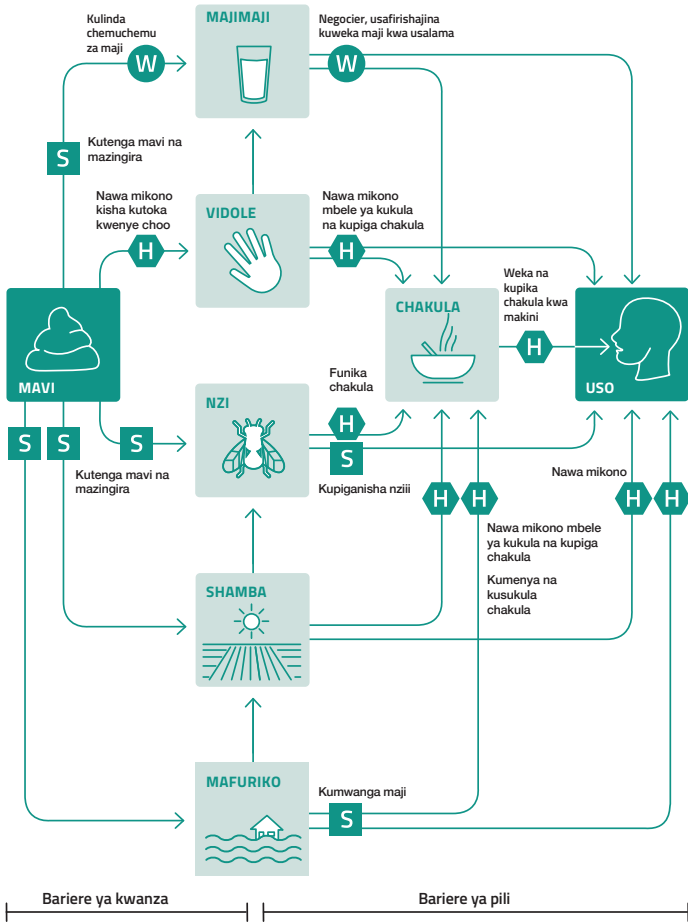 Kulinda
chemuchemu
za maji
W
MAJIMAJI
Negocier, usafirishajina
kuweka maji kwa usalama
W
S
Kutenga mavi na
mazingira
Nawa mikono
kisha kutoka
kwenye choo
H
VIDOLE
Nawa mikono
mbele ya kukula
na kupiga chakula
H
MAVI
CHAKULA
Weka na
kupika
chakula kwa
makini
H
USO
S
S
S
Kutenga mavi na
mazingira
NZI
Funika
chakula
H
S
Kupiganisha nziii
H
H
Nawa mikono mbele
ya kukula na kupiga
chakula
Kumenya na
kusukula
chakula
Nawa mikono
H
H
SHAMBA
MAFURIKO
Kumwanga maji
S
Bariere ya kwanza
Bariere ya pili